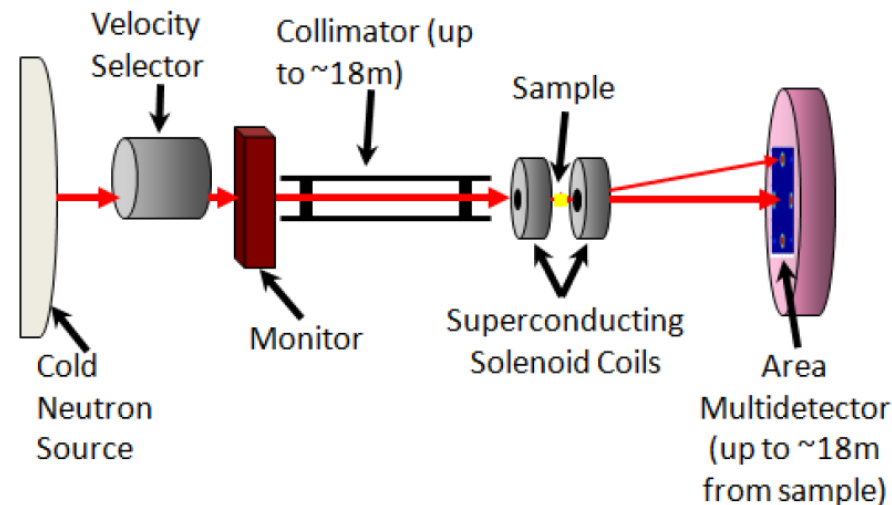 Velocity
Selector
Collimator (up
to ~18m)
Sample
Monitor
Superconducting
Solenoid Coils
Cold
Neutron
Source
Area
Multidetector
(up to ~18m
from sample)